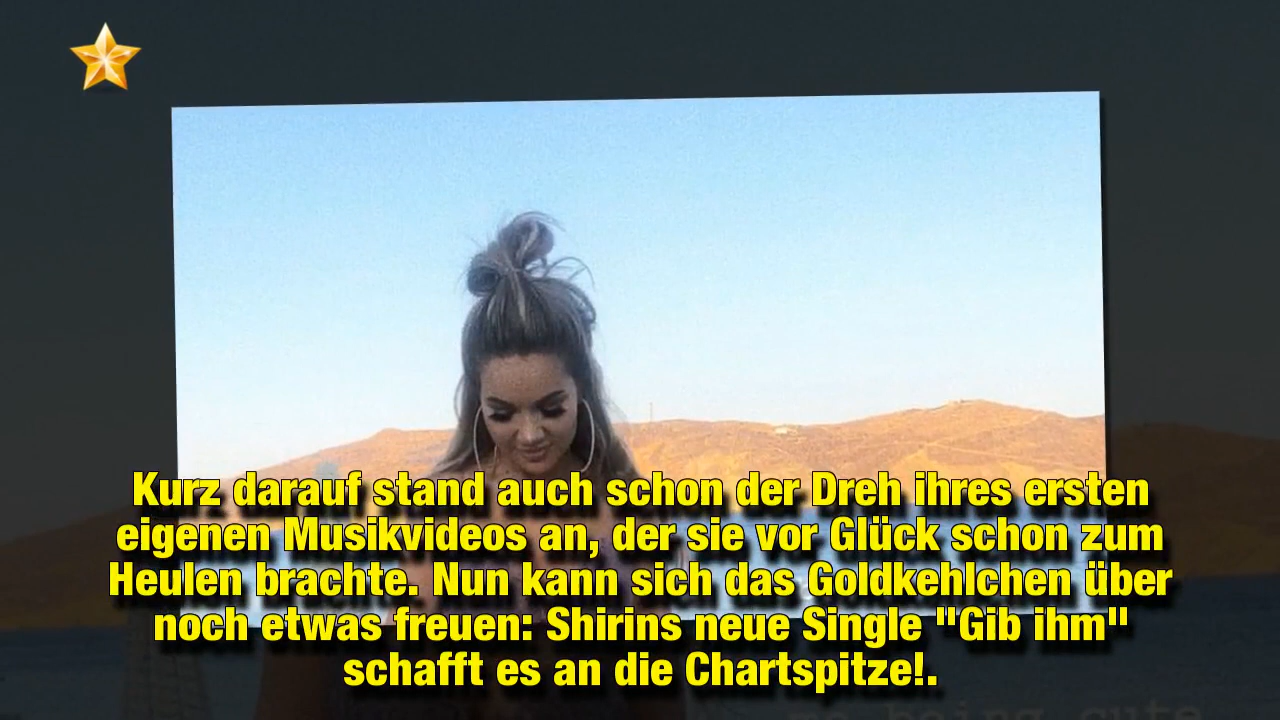 Kurz darauf stand auch schon der Dreh ihres ersten
eigenen Musikvideos an, der sie vor Glück schon zum
Heulen brachte. Nun kann sich das Goldkehlchen über
noch etwas freuen: Shirins neue Single "Gib ihm"
schafft es an die Chartspitze!.
being cute